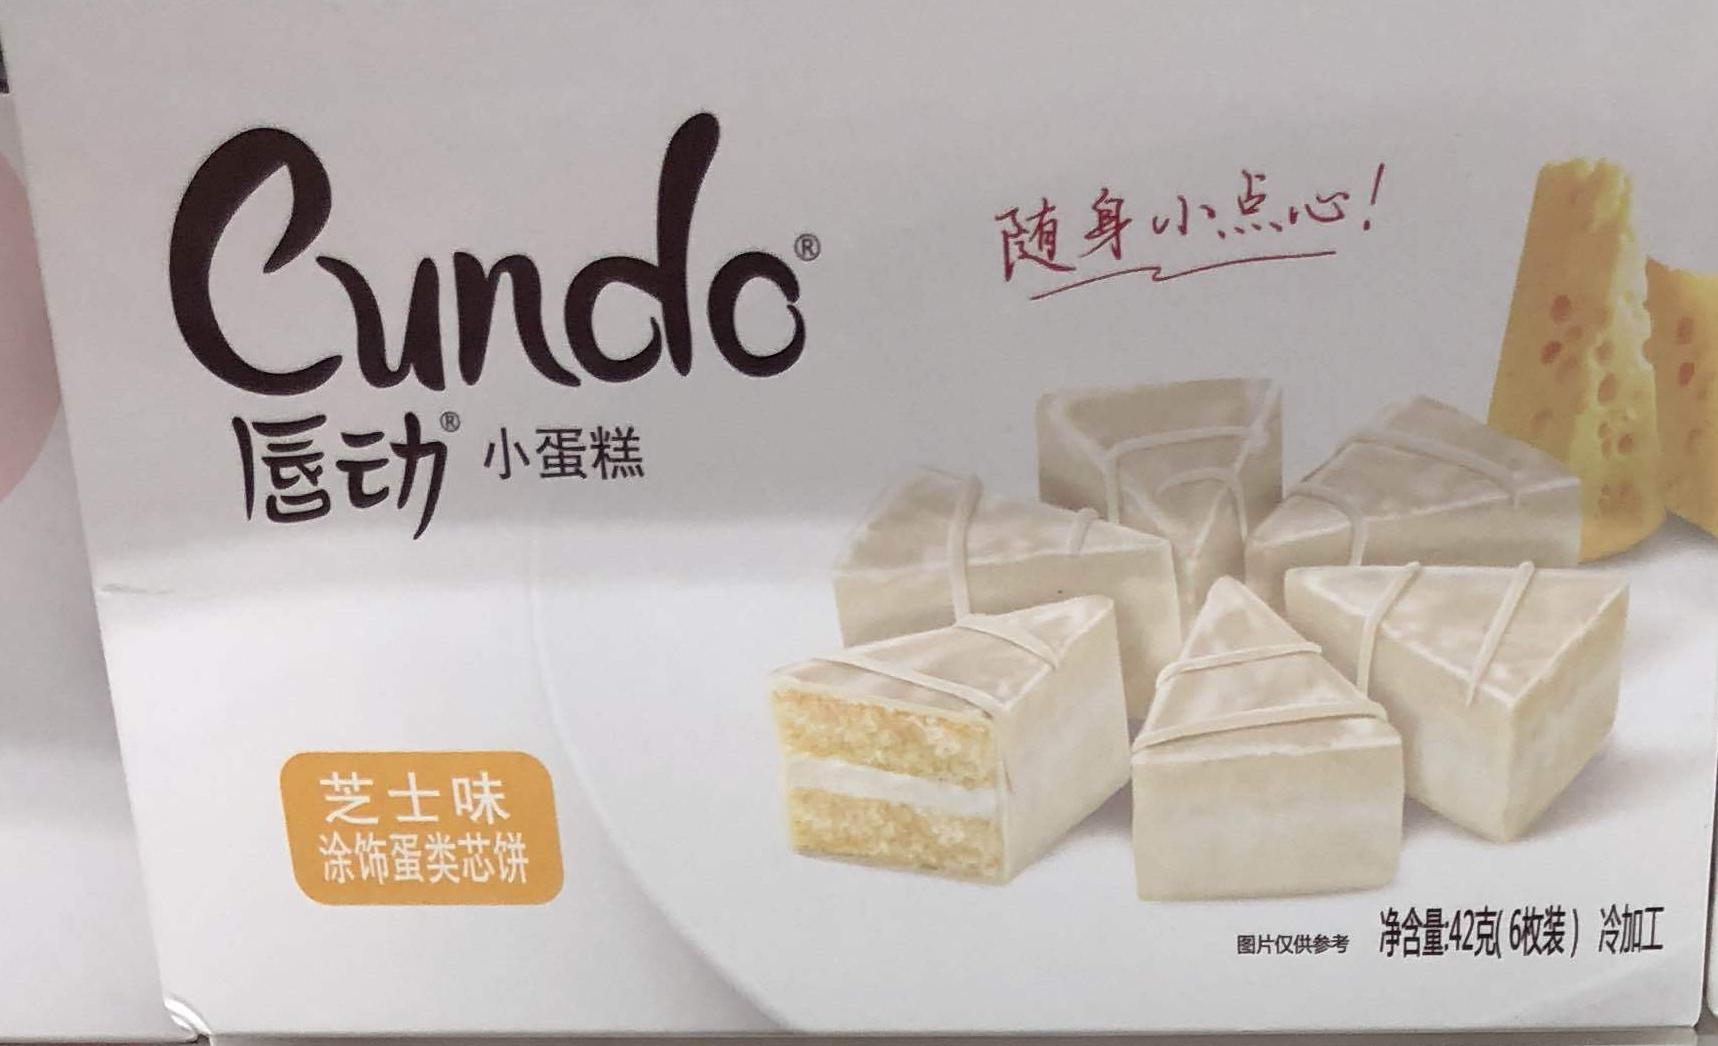 Cundo®
随身小点心!
唇动® 小蛋糕
芝士味
涂饰蛋类芯饼
图片仅供参考 净含量:42克(6枚装) 冷加工